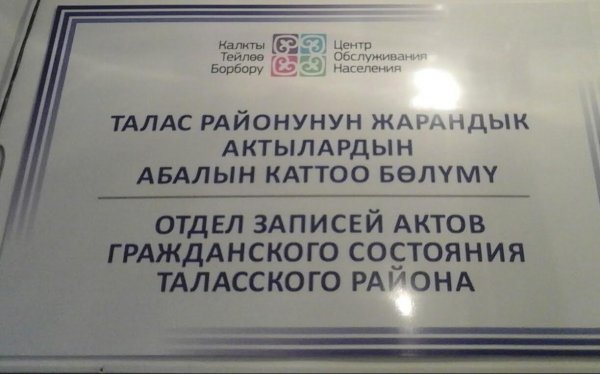 Калкты
Тейлөө
Борбору
Центр
Обслуживания
Населения
ТАЛАС РАЙОНУНУН ЖАРАНДЫК
АКТЫЛАРДЫН
АБАЛЫН КАТТОО БӨЛҮМҮ
ОТДЕЛ ЗАПИСЕЙ АКТОВ
ГРАЖДАНСКОГО СОСТОЯНИЯ
ТАЛАССКОГО РАЙОНА